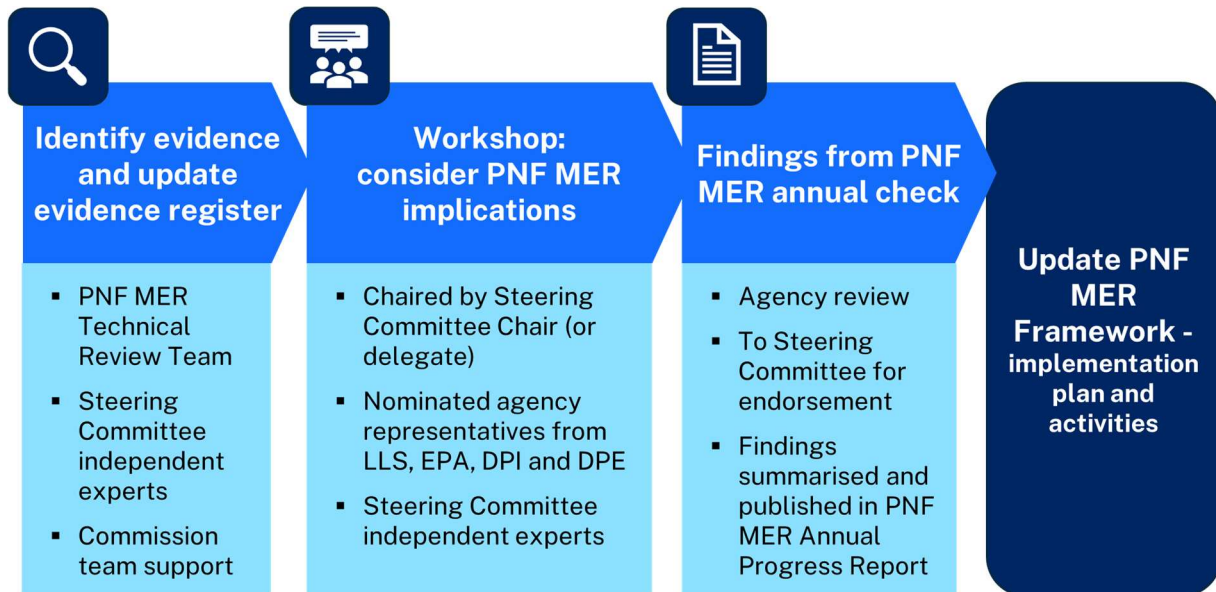 Identify evidence
and update
evidence register
▪ PNF MER
Technical
Review Team
▪ Steering
Committee
independent
experts
▪ Commission
team support
Workshop:
consider PNF MER
implications
▪ Chaired by Steering
Committee Chair (or
delegate)
▪ Nominated agency
representatives from
LLS, EPA, DPI and DPE
▪ Steering Committee
independent experts
Findings from PNF
MER annual check
▪ Agency review
▪ To Steering
Committee for
endorsement
▪ Findings
summarised and
published in PNF
MER Annual
Progress Report
Update PNF
MER
Framework -
implementation
plan and
activities